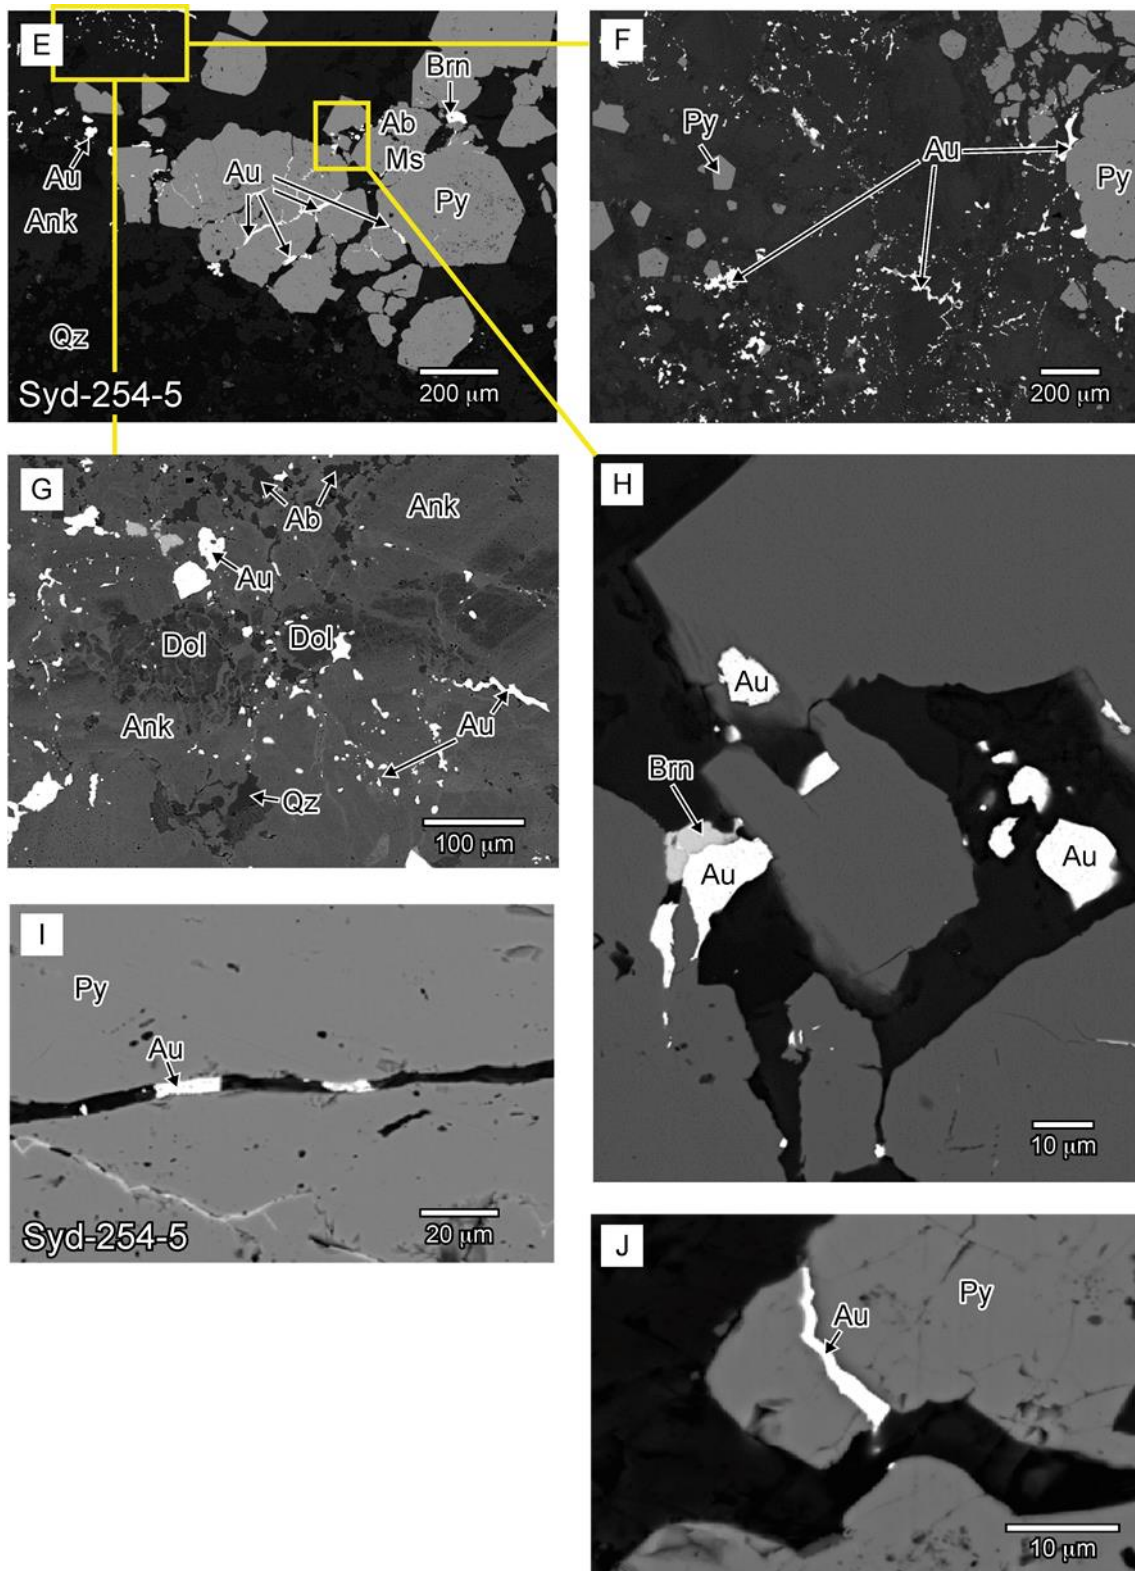 E
Brn
Ab
Ms
Au
Ank
Au
Py
Qz
200 μm
Syd-254-5
F
Py
Au
Py
200 μm
G
Ab
Ank
Au
Dol
Dol
Ank
Au
Qz
100 μm
H
Au
Brn
Au
Au
10 μm
I
Py
Au
20 μm
Syd-254-5
J
Py
Au
10 μm